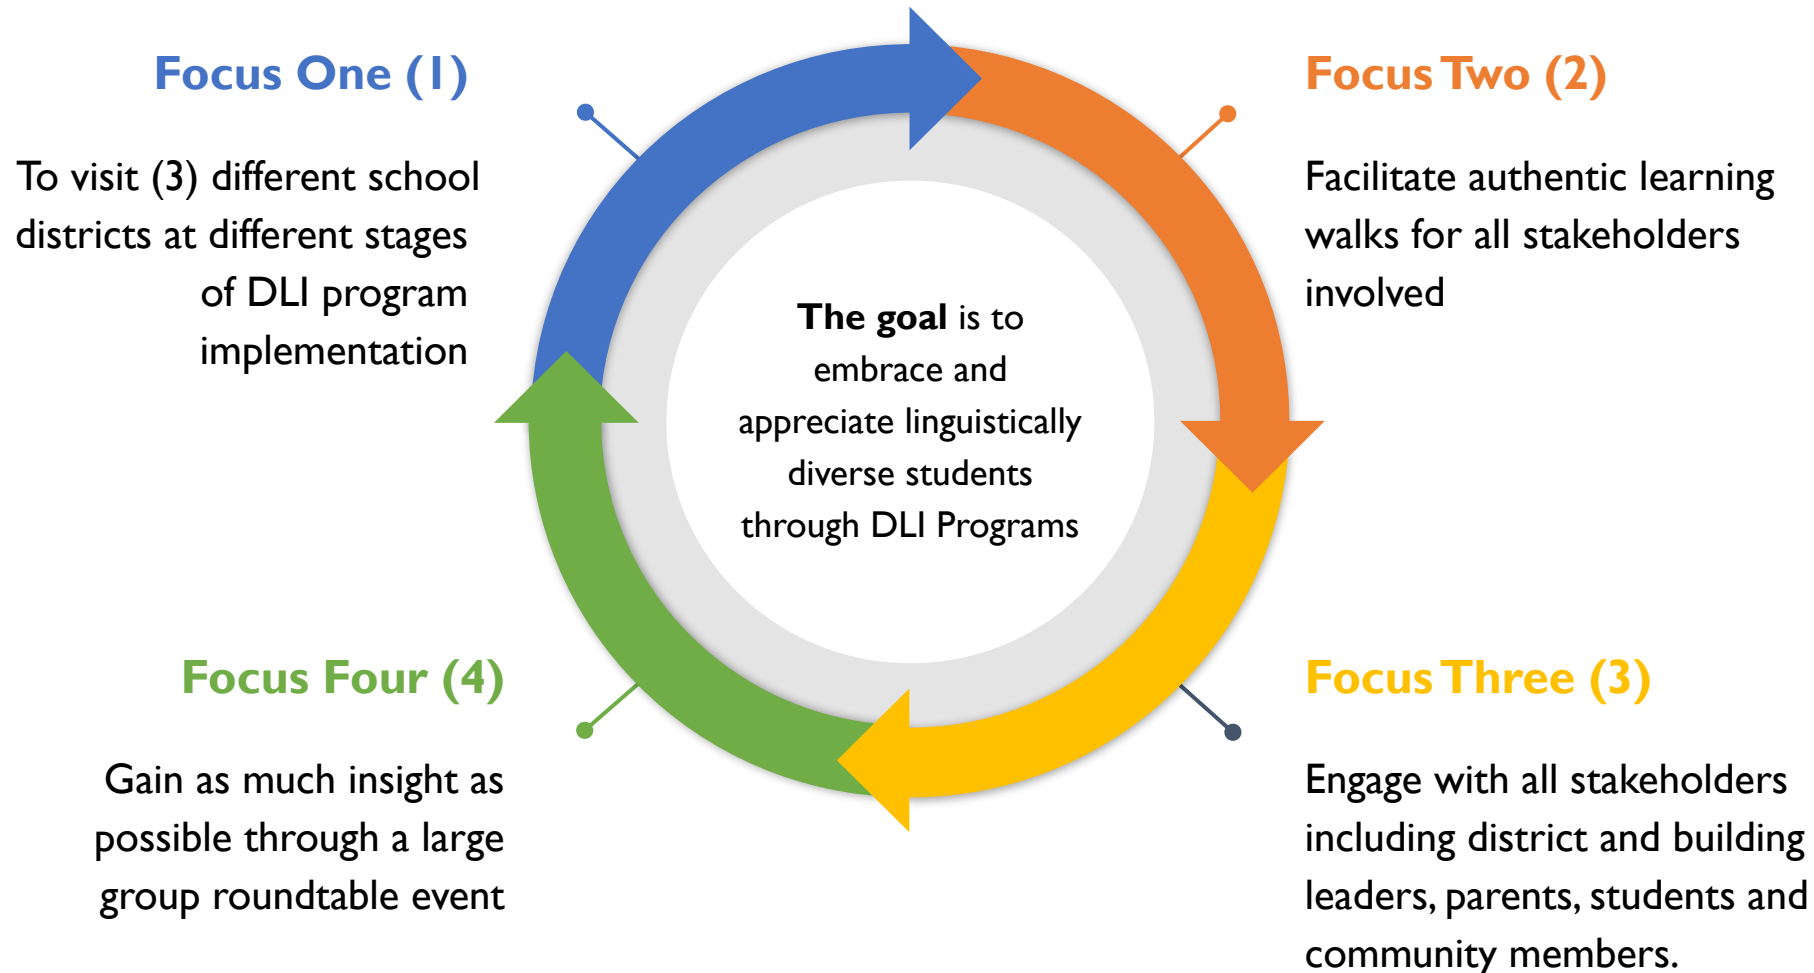 Focus One (1)
To visit (3) different school
districts at different stages
of DLI program
implementation
Focus Two (2)
Facilitate authentic learning
walks for all stakeholders
involved
The goal is to
embrace and
appreciate linguistically
diverse students
through DLI Programs
Focus Three (3)
Engage with all stakeholders
including district and building
leaders, parents, students and
community members.
Focus Four (4)
Gain as much insight as
possible through a large
group roundtable event